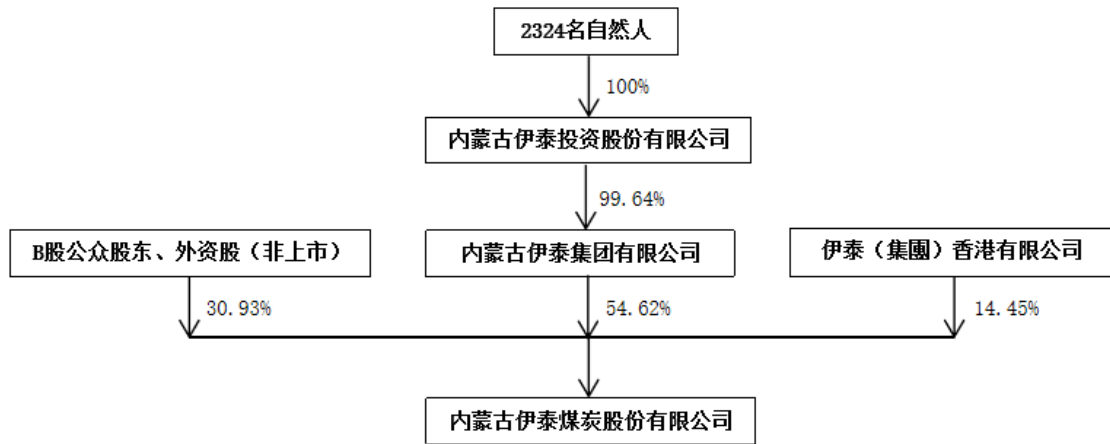 2324名自然人
100%
内蒙古伊泰投资股份有限公司
99.64%
B股公众股东、外资股（非上市）
内蒙古伊泰集团有限公司
伊泰（集團）香港有限公司
30.93%
54.62%
14.45%
内蒙古伊泰煤炭股份有限公司